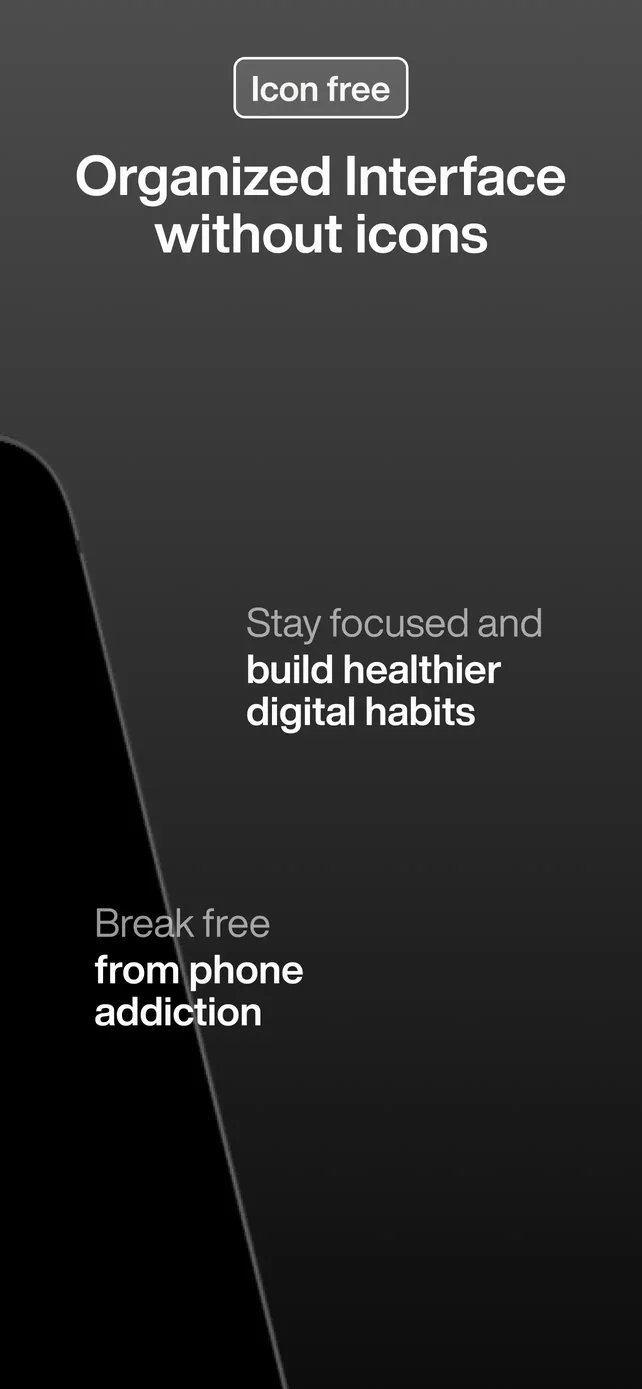 Icon free
Organized Interface
without icons
Stay focused and
build healthier
digital habits
Break free
from phone
addiction